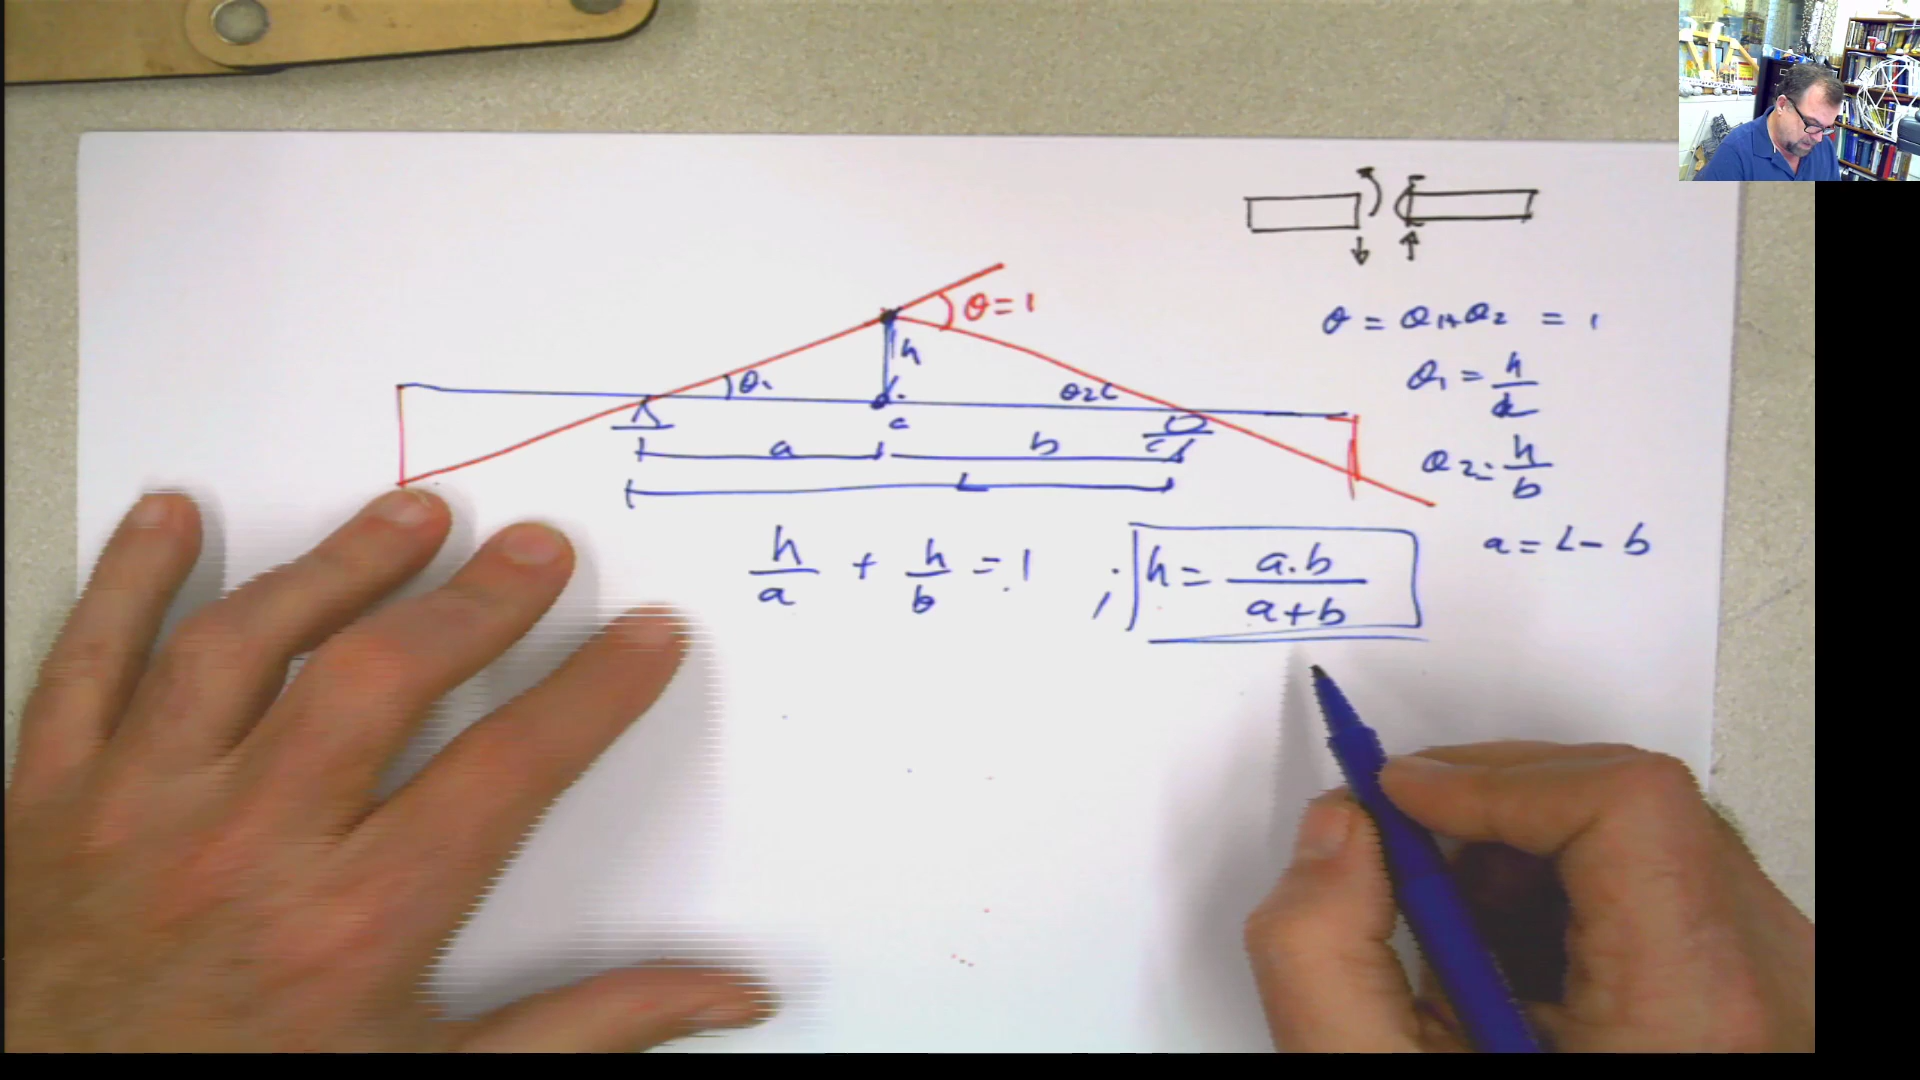 θ = 1
θ = θ1 + θ2 = 1
h
θ1 = h/a
θ1
θ2
c
a
b
θ2 = h/b
L
h/a + h/b = 1 ; h = a.b/a+b
a = L - b